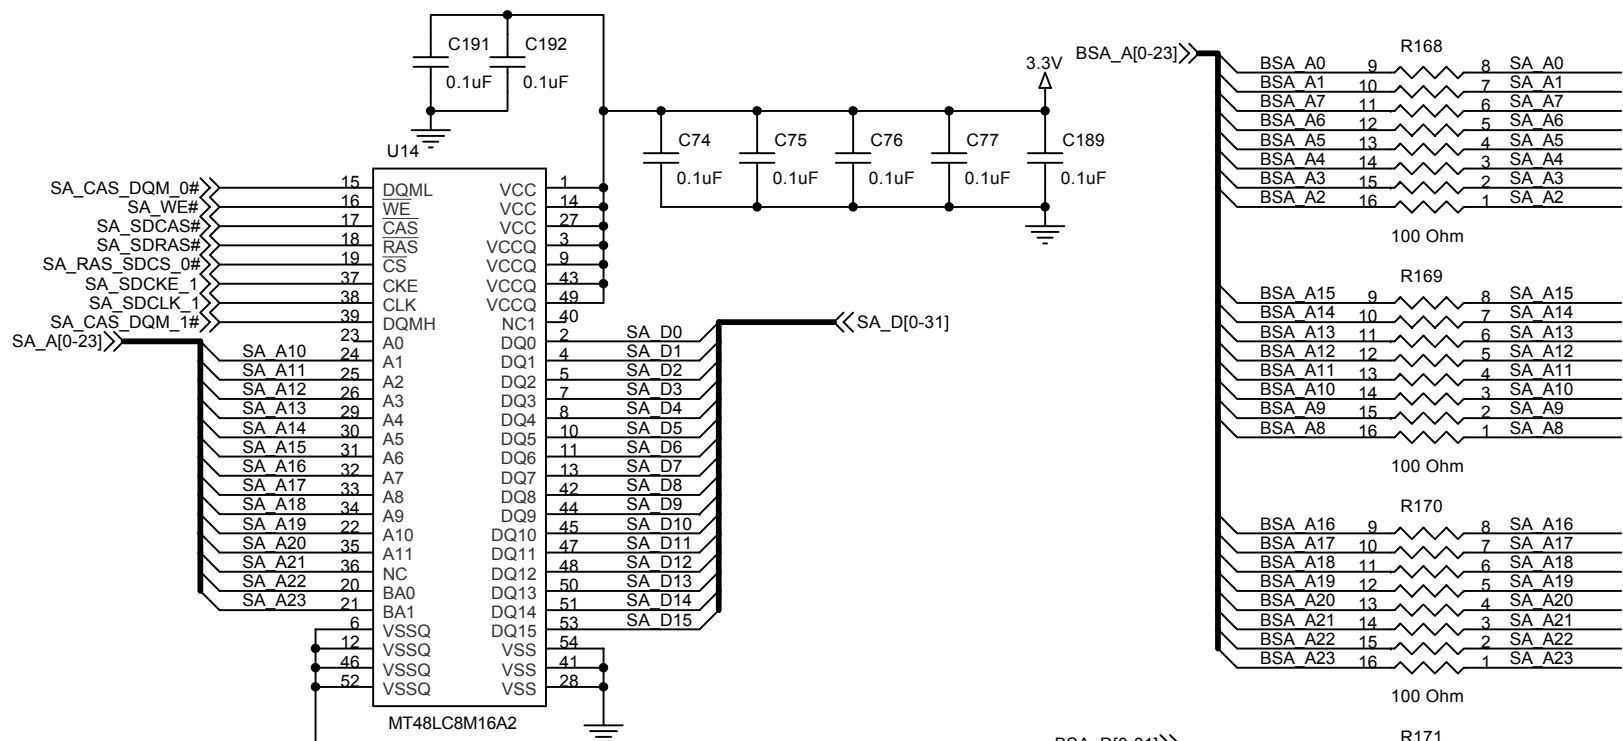 C191
0.1uF
C192
0.1uF
3.3V
C74
0.1uF
C75
0.1uF
C76
0.1uF
C77
0.1uF
C189
0.1uF
U14
SA_CAS_DQM_0# 15 DQML VCC 1
SA_WE# 16 WE VCC 14
SA_SDCAS# 17 CAS VCC 27
SA_SDRAS# 18 RAS VCCQ 3
SA_RAS_SDCS_0# 19 CS VCCQ 9
SA_SDCKE_1 37 CKE VCCQ 43
SA_SDCLK_1 38 CLK VCCQ 49
SA_CAS_DQM_1# 39 DQMH NC1 40
SA_D[0-31]
SA_A[0-23]
23 A0 DQ0 2 SA_D0
SA_A10 24 A1 DQ1 4 SA_D1
SA_A11 25 A2 DQ2 5 SA_D2
SA_A12 26 A3 DQ3 7 SA_D3
SA_A13 29 A4 DQ4 8 SA_D4
SA_A14 30 A5 DQ5 10 SA_D5
SA_A15 31 A6 DQ6 11 SA_D6
SA_A16 32 A7 DQ7 13 SA_D7
SA_A17 33 A8 DQ8 42 SA_D8
SA_A18 34 A9 DQ9 44 SA_D9
SA_A19 22 A10 DQ10 45 SA_D10
SA_A20 35 A11 DQ11 47 SA_D11
SA_A21 36 NC DQ12 48 SA_D12
SA_A22 20 BA0 DQ13 50 SA_D13
SA_A23 21 BA1 DQ14 51 SA_D14
6 VSSQ DQ15 53 SA_D15
12 VSSQ VSS 54
46 VSSQ VSS 41
52 VSSQ VSS 28
MT48LC8M16A2
BSA_A[0-23]
R168
BSA_A0 9 8 SA_A0
BSA_A1 10 7 SA_A1
BSA_A7 11 6 SA_A7
BSA_A6 12 5 SA_A6
BSA_A5 13 4 SA_A5
BSA_A4 14 3 SA_A4
BSA_A3 15 2 SA_A3
BSA_A2 16 1 SA_A2
100 Ohm
R169
BSA_A15 9 8 SA_A15
BSA_A14 10 7 SA_A14
BSA_A13 11 6 SA_A13
BSA_A12 12 5 SA_A12
BSA_A11 13 4 SA_A11
BSA_A10 14 3 SA_A10
BSA_A9 15 2 SA_A9
BSA_A8 16 1 SA_A8
100 Ohm
R170
BSA_A16 9 8 SA_A16
BSA_A17 10 7 SA_A17
BSA_A18 11 6 SA_A18
BSA_A19 12 5 SA_A19
BSA_A20 13 4 SA_A20
BSA_A21 14 3 SA_A21
BSA_A22 15 2 SA_A22
BSA_A23 16 1 SA_A23
100 Ohm
R171